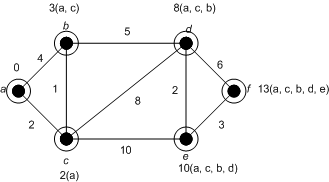 3(a, c)
8(a, c, b)
b
5
d
0
4
6
a
1
8
2
f
13(a, c, b, d, e)
2
3
10
c
e
2(a)
10(a, c, b, d)